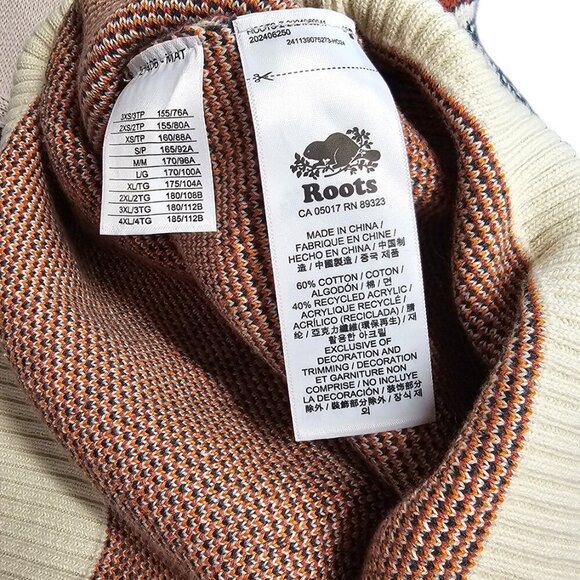 3XS/3TP 155/76A
2XS/2TP 155/80A
XS/TP 160/88A
S/P 165/92A
M/M 170/96A
L/G 170/100A
XL/TG 175/104A
2XL/2TG 180/108B
3XL/3TG 180/112B
4XL/4TG 185/112B
202406250
Roots
CA 05017 RN 89323
MADE IN CHINA /
FABRIQUE EN CHINE /
HECHO EN CHINA / 中国制
造 / 中國製造 / 중국 제품
60% COTTON / COTON /
ALGODÓN / 棉 / 면
40% RECYCLED ACRYLIC /
ACRYLIQUE RECYCLÉ /
ACRÍLICO (RECICLADA) / 腈
纶 / 亞克力纖維(環保再生) / 재
활용한 아크릴
EXCLUSIVE OF
DECORATION AND
TRIMMING / DECORATION
ET GARNITURE NON
COMPRISE / NO INCLUYE
LA DECORACIÓN / 装饰部分
除外 / 裝飾部分除外 / 장식 제
외